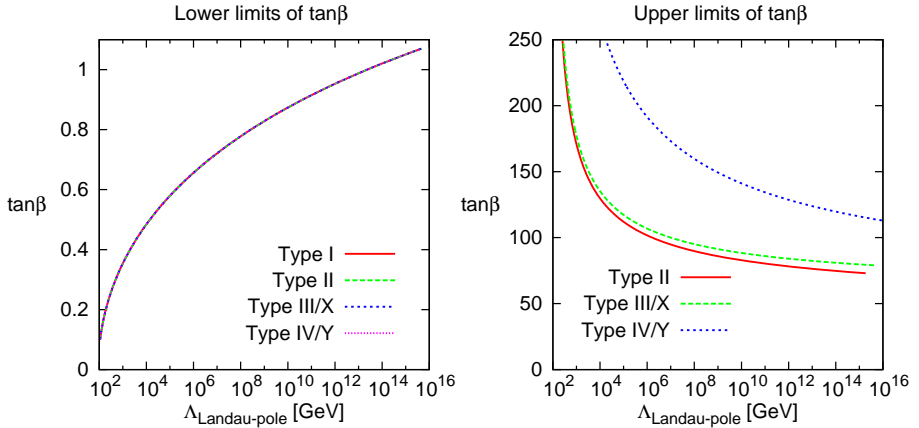 Lower limits of tanβ
1
0.8
0.6
0.4
0.2
0
tanβ
Type I
Type II
Type III/X
Type IV/Y
10^2 10^4 10^6 10^8 10^10 10^12 10^14 10^16
Λ_Landau-pole [GeV]
Upper limits of tanβ
250
200
150
100
50
0
tanβ
Type II
Type III/X
Type IV/Y
10^2 10^4 10^6 10^8 10^10 10^12 10^14 10^16
Λ_Landau-pole [GeV]